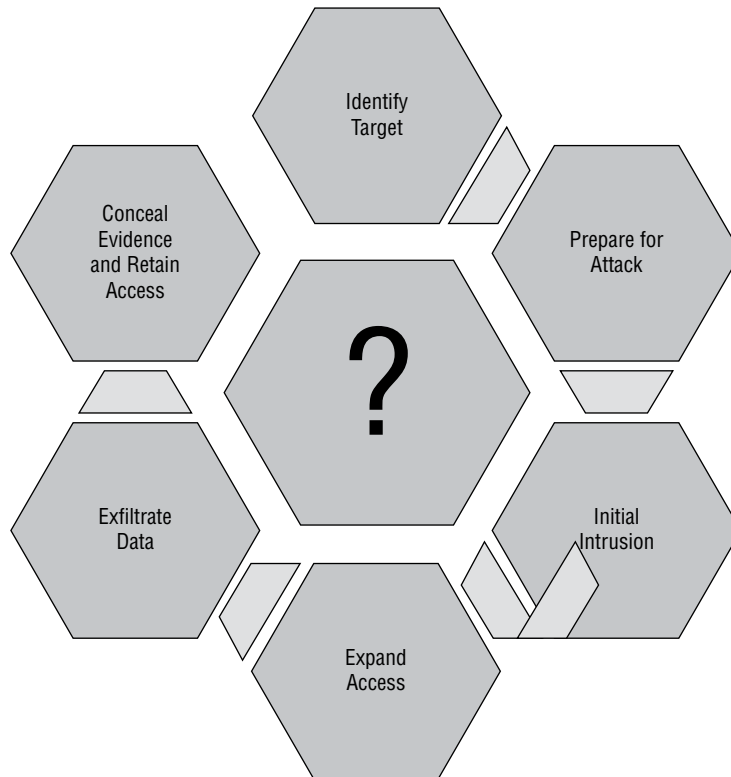 Identify
Target
Prepare for
Attack
Initial
Intrusion
Expand
Access
Exfiltrate
Data
Conceal
Evidence
and Retain
Access
?